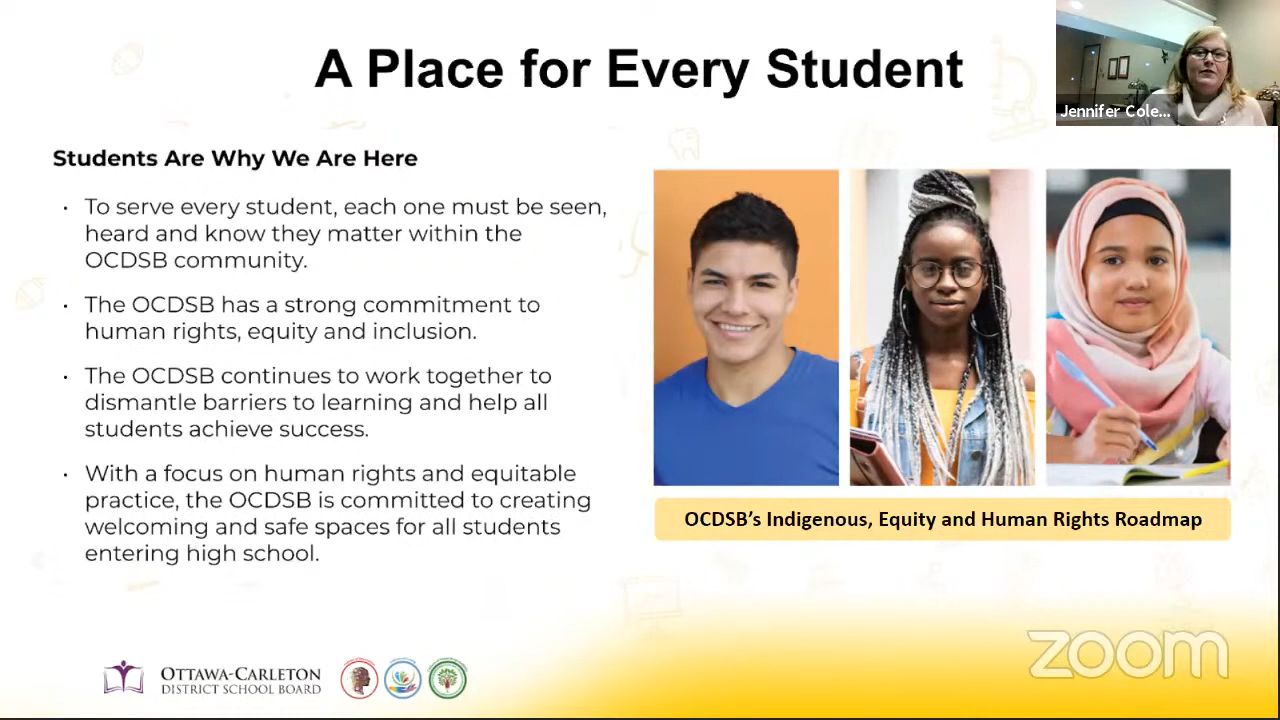 A Place for Every Student
Jennifer Cole...
Students Are Why We Are Here
· To serve every student, each one must be seen,
heard and know they matter within the
OCDSB community.
· The OCDSB has a strong commitment to
human rights, equity and inclusion.
· The OCDSB continues to work together to
dismantle barriers to learning and help all
students achieve success.
· With a focus on human rights and equitable
practice, the OCDSB is committed to creating
welcoming and safe spaces for all students
entering high school.
OCDSB’s Indigenous, Equity and Human Rights Roadmap
OTTAWA-CARLETON
DISTRICT SCHOOL BOARD
zoom